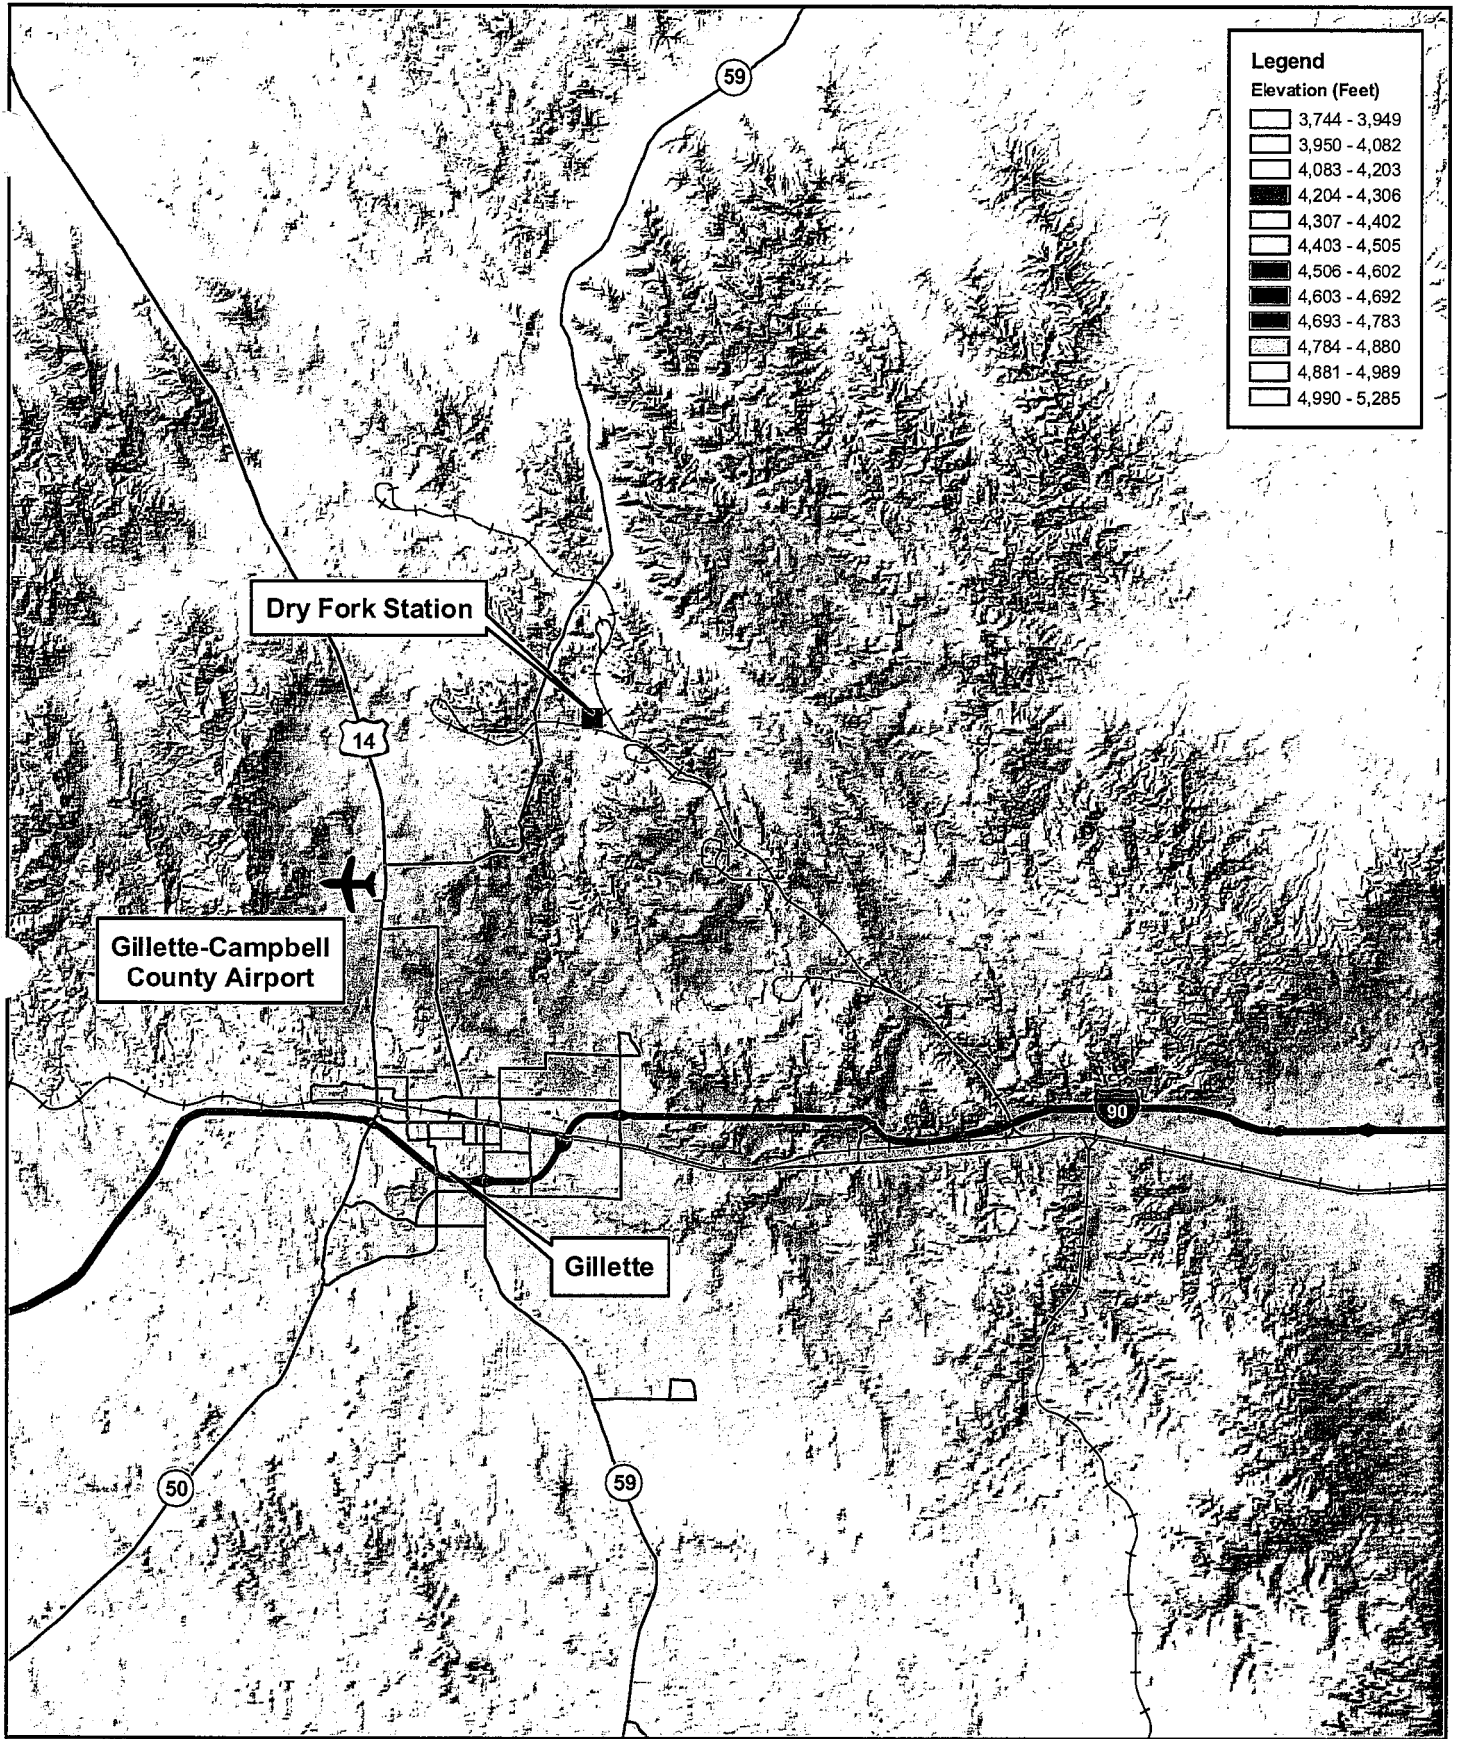 59
Legend
Elevation (Feet)
3,744 - 3,949
3,950 - 4,082
4,083 - 4,203
4,204 - 4,306
4,307 - 4,402
4,403 - 4,505
4,506 - 4,602
4,603 - 4,692
4,693 - 4,783
4,784 - 4,880
4,881 - 4,989
4,990 - 5,285
Dry Fork Station
14
Gillette-Campbell
County Airport
90
Gillette
50
59